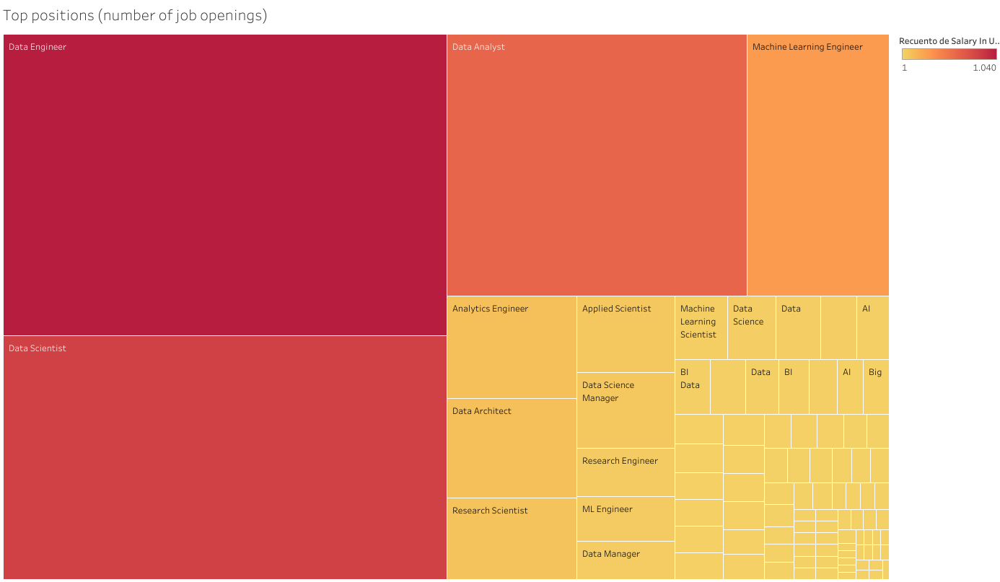 Top positions (number of job openings)
Recuento de Salary In U..
1
1.040
Data Engineer
Data Analyst
Machine Learning Engineer
Data Scientist
Analytics Engineer
Applied Scientist
Machine
Learning
Scientist
Data
Science
Data
AI
BI
Data
Data
BI
AI
Big
Data Science
Manager
Data Architect
Research Engineer
Research Scientist
ML Engineer
Data Manager